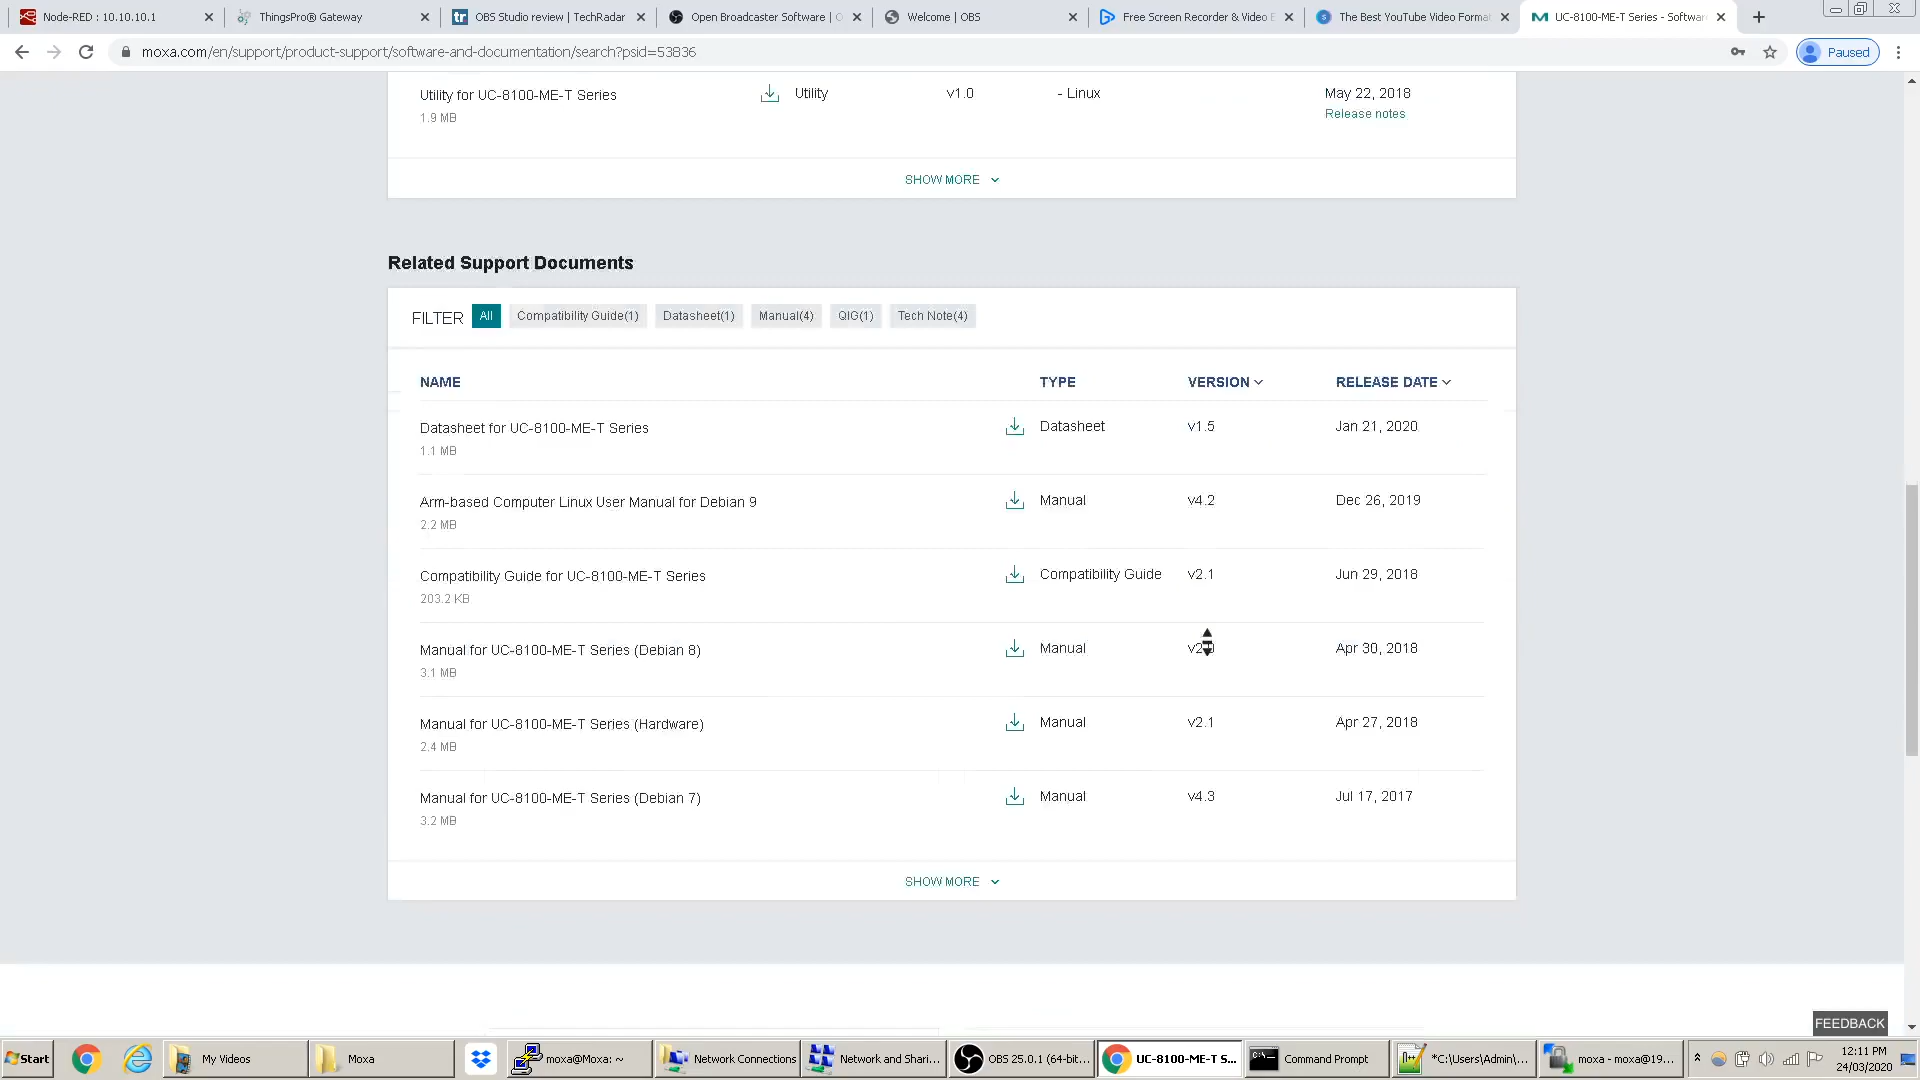 Node-RED : 10.10.10.1
ThingsPro® Gateway
OBS Studio review | TechRadar
Open Broadcaster Software | O
Welcome | OBS
Free Screen Recorder & Video E
The Best YouTube Video Format
UC-8100-ME-T Series - Softwar
moxa.com/en/support/product-support/software-and-documentation/search?psid=53836
Paused
Utility for UC-8100-ME-T Series Utility v1.0 - Linux May 22, 2018
1.9 MB Release notes
SHOW MORE
Related Support Documents
FILTER All Compatibility Guide(1) Datasheet(1) Manual(4) QIG(1) Tech Note(4)
NAME TYPE VERSION RELEASE DATE
Datasheet for UC-8100-ME-T Series Datasheet v1.5 Jan 21, 2020
1.1 MB
Arm-based Computer Linux User Manual for Debian 9 Manual v4.2 Dec 26, 2019
2.2 MB
Compatibility Guide for UC-8100-ME-T Series Compatibility Guide v2.1 Jun 29, 2018
203.2 KB
Manual for UC-8100-ME-T Series (Debian 8) Manual Apr 30, 2018
3.1 MB
Manual for UC-8100-ME-T Series (Hardware) Manual v2.1 Apr 27, 2018
2.4 MB
Manual for UC-8100-ME-T Series (Debian 7) Manual v4.3 Jul 17, 2017
3.2 MB
SHOW MORE
FEEDBACK
Start
My Videos
Moxa
moxa@Moxa: ~
Network Connections
Network and Shari...
OBS 25.0.1 (64-bit...
UC-8100-ME-T S...
Command Prompt
*C:\Users\Admin\...
moxa - moxa@19...
12:11 PM
24/03/2020